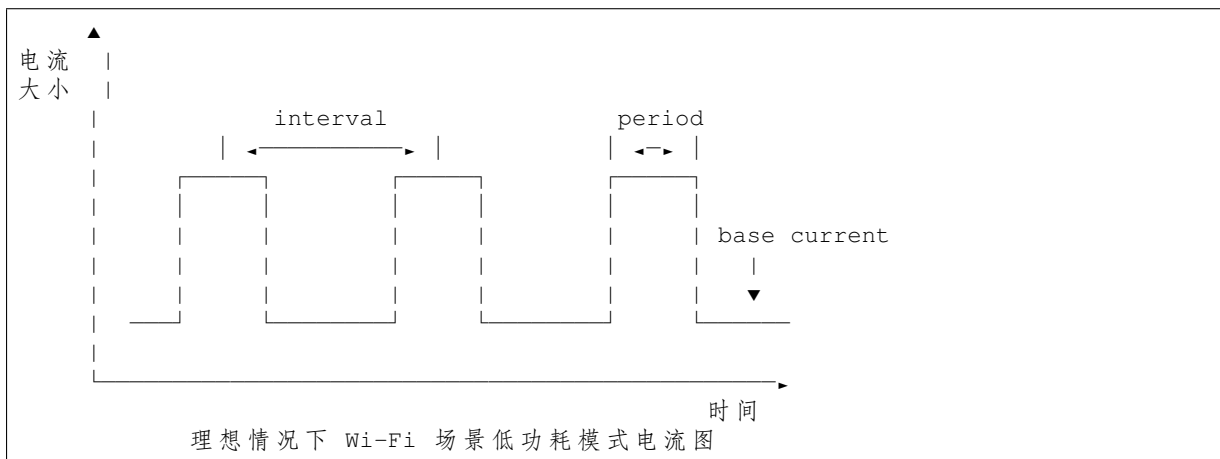 电流
大小
interval period
base current
时间
理想情况下 Wi-Fi 场景低功耗模式电流图